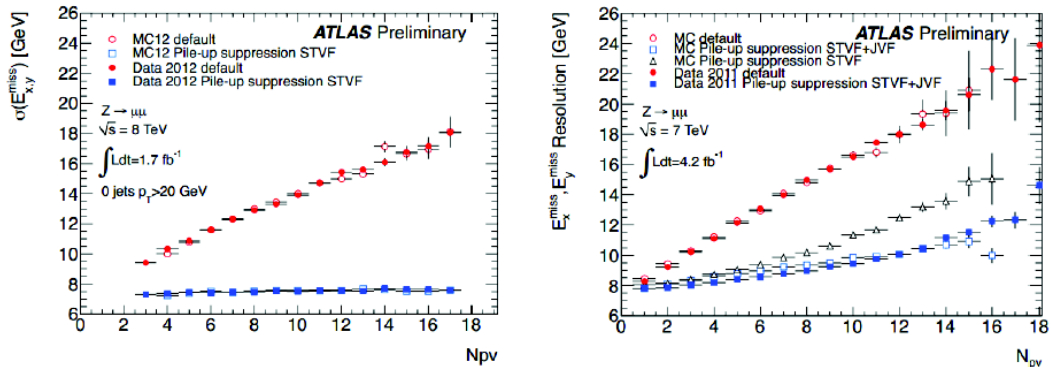 ATLAS Preliminary
MC12 default
MC12 Pile-up suppression STVF
Data 2012 default
Data 2012 Pile-up suppression STVF
Z → μμ
√s = 8 TeV
∫Ldt=1.7 fb⁻¹
0 jets p_T>20 GeV
σ(E_{x,y}^{miss}) [GeV]
26
24
22
20
18
16
14
12
10
8
6
0 2 4 6 8 10 12 14 16 18
Npv
ATLAS Preliminary
MC default
MC Pile-up suppression STVF+JVF
MC Pile-up suppression STVF
Data 2011 default
Data 2011 Pile-up suppression STVF+JVF
Z → μμ
√s = 7 TeV
∫Ldt=4.2 fb⁻¹
E_x^{miss}, E_y^{miss} Resolution [GeV]
26
24
22
20
18
16
14
12
10
8
6
0 2 4 6 8 10 12 14 16 18
N_{pv}